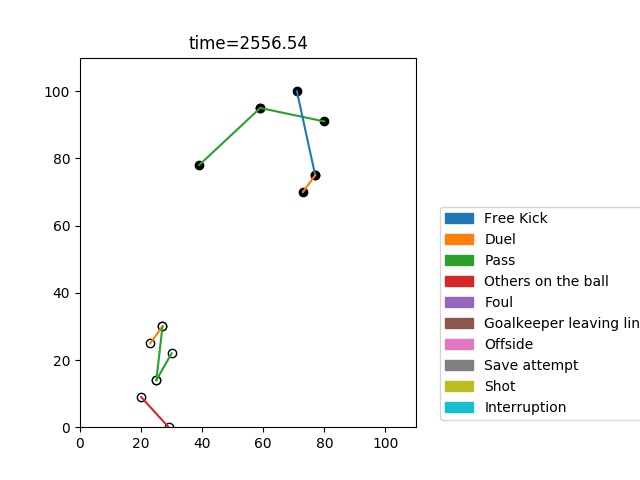 time=2556.54
100
80
60
40
20
0
0 20 40 60 80 100
Free Kick
Duel
Pass
Others on the ball
Foul
Goalkeeper leaving lin
Offside
Save attempt
Shot
Interruption